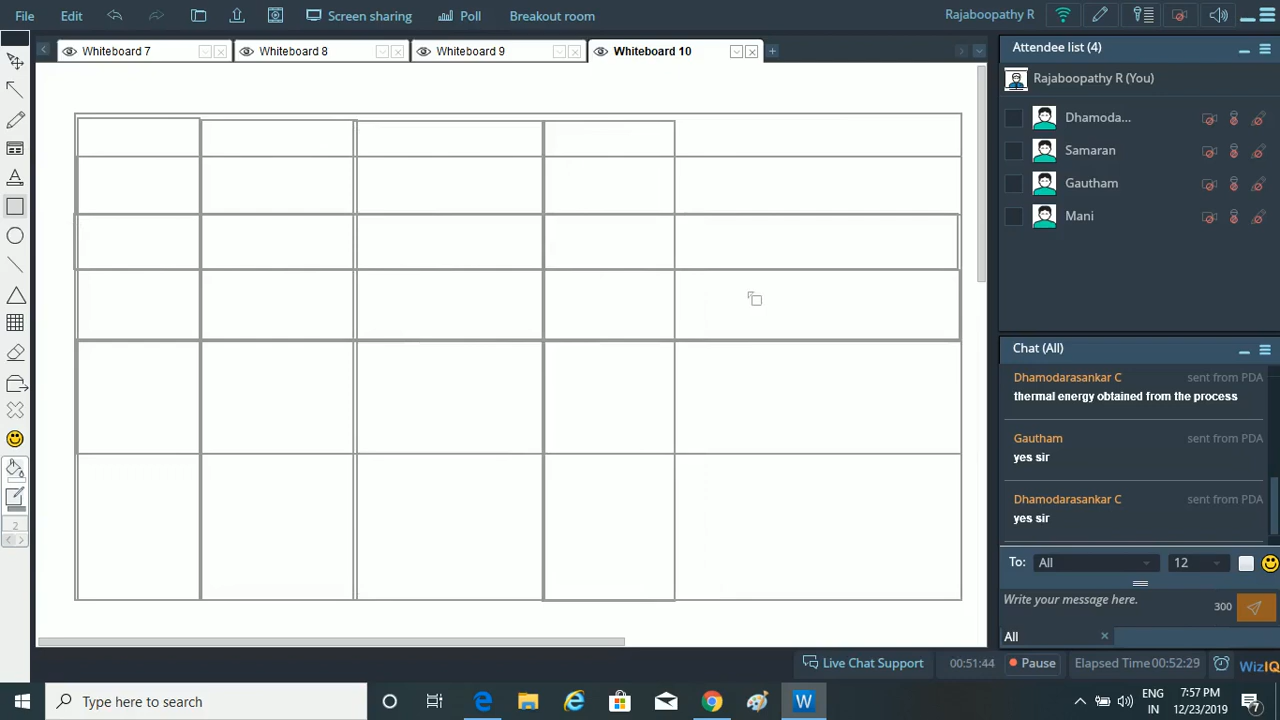 File Edit Screen sharing Poll Breakout room Rajaboopathy R
Whiteboard 7 Whiteboard 8 Whiteboard 9 Whiteboard 10
Attendee list (4)
Rajaboopathy R (You)
Dhamoda...
Samaran
Gautham
Mani
Chat (All)
Dhamodarasankar C sent from PDA
thermal energy obtained from the process
Gautham sent from PDA
yes sir
Dhamodarasankar C sent from PDA
yes sir
To: All 12
Write your message here. 300
All
2
Live Chat Support 00:51:44 Pause Elapsed Time 00:52:29 WizIQ
Type here to search
ENG 7:57 PM
IN 12/23/2019 7